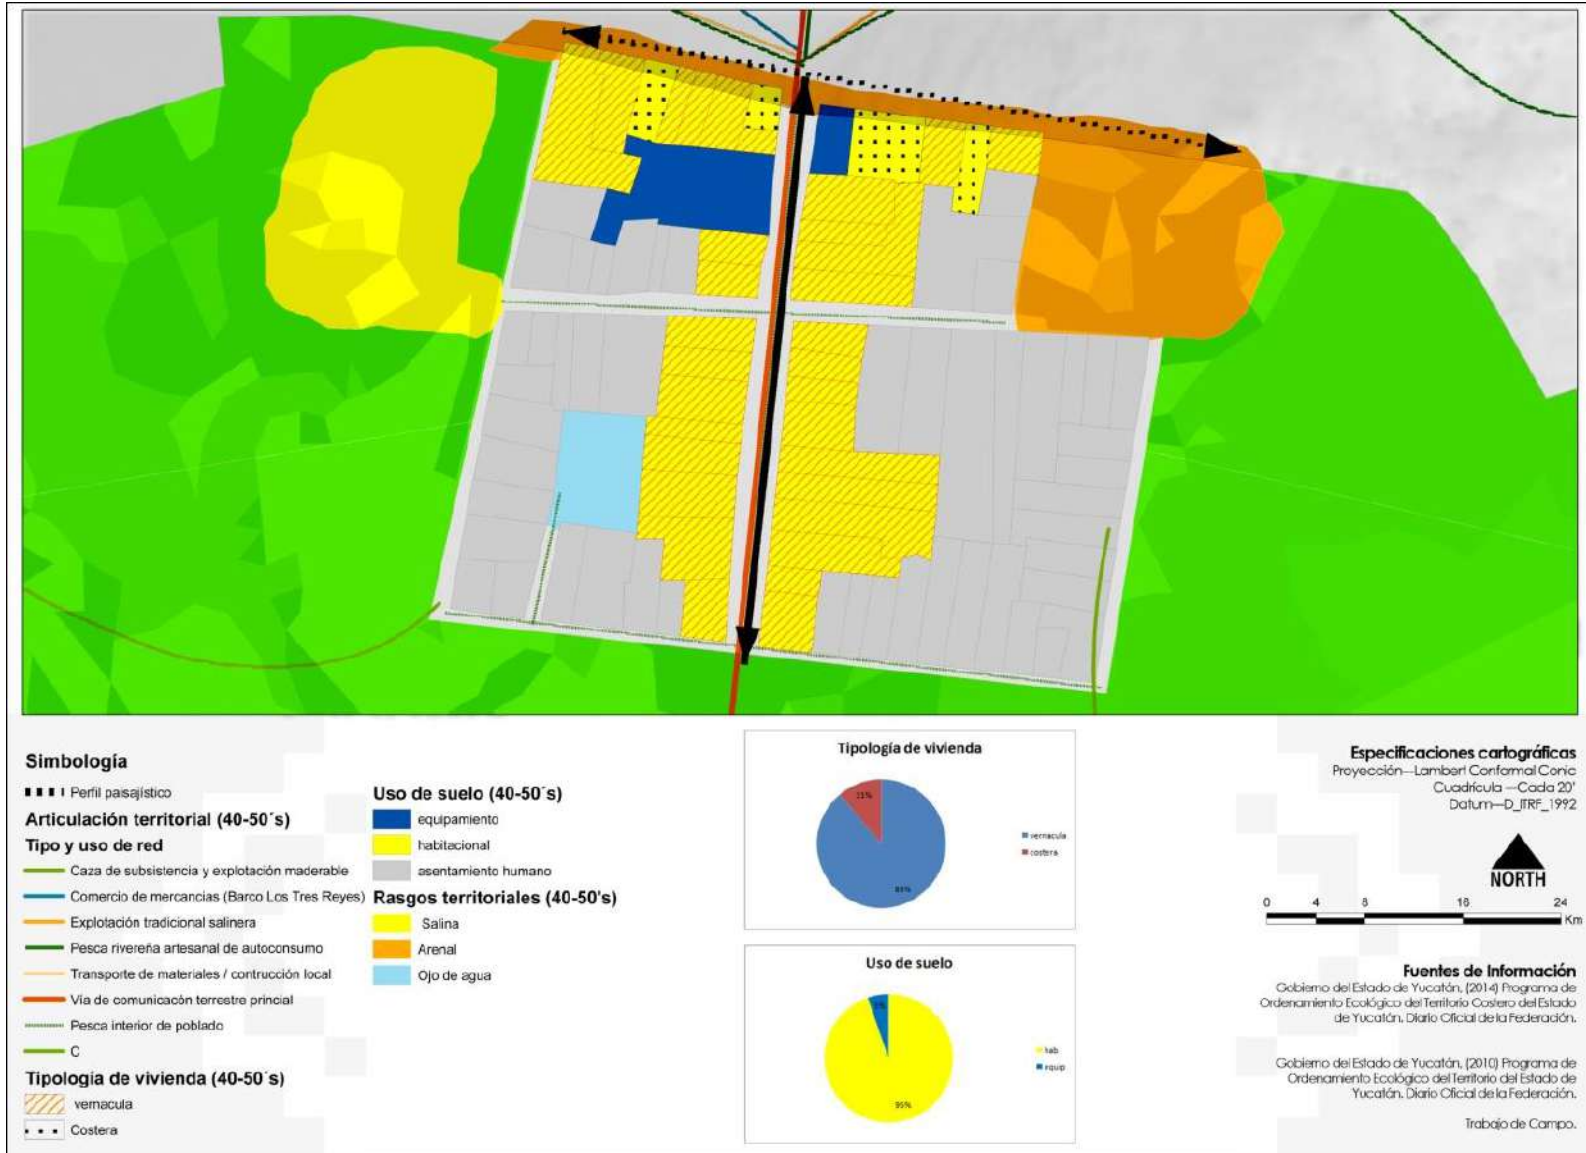 Simbología
Perfil paisajístico
Articulación territorial (40-50´s)
Tipo y uso de red
Caza de subsistencia y explotación maderable
Comercio de mercancías (Barco Los Tres Reyes)
Explotación tradicional salinera
Pesca rivereña artesanal de autoconsumo
Transporte de materiales / contrucción local
Vía de comunicacón terrestre princial
Pesca interior de poblado
C
Tipología de vivienda (40-50´s)
vernacula
Costera
Uso de suelo (40-50´s)
equipamiento
habitacional
asentamiento humano
Rasgos territoriales (40-50's)
Salina
Arenal
Ojo de agua
Tipología de vivienda
11%
89%
vernacula
costera
Uso de suelo
5%
95%
hab
equip
Especificaciones cartográficas
Proyección—Lambert Conformal Conic
Cuadrícula —Cada 20'
Datum—D_ITRF_1992
NORTH
0 4 8 16 24
Km
Fuentes de Información
Gobierno del Estado de Yucatán, (2014) Programa de
Ordenamiento Ecológico del Territorio Costero del Estado
de Yucatán. Diario Oficial de la Federación.
Gobierno del Estado de Yucatán, (2010) Programa de
Ordenamiento Ecológico del Territorio del Estado de
Yucatán. Diario Oficial de la Federación.
Trabajo de Campo.